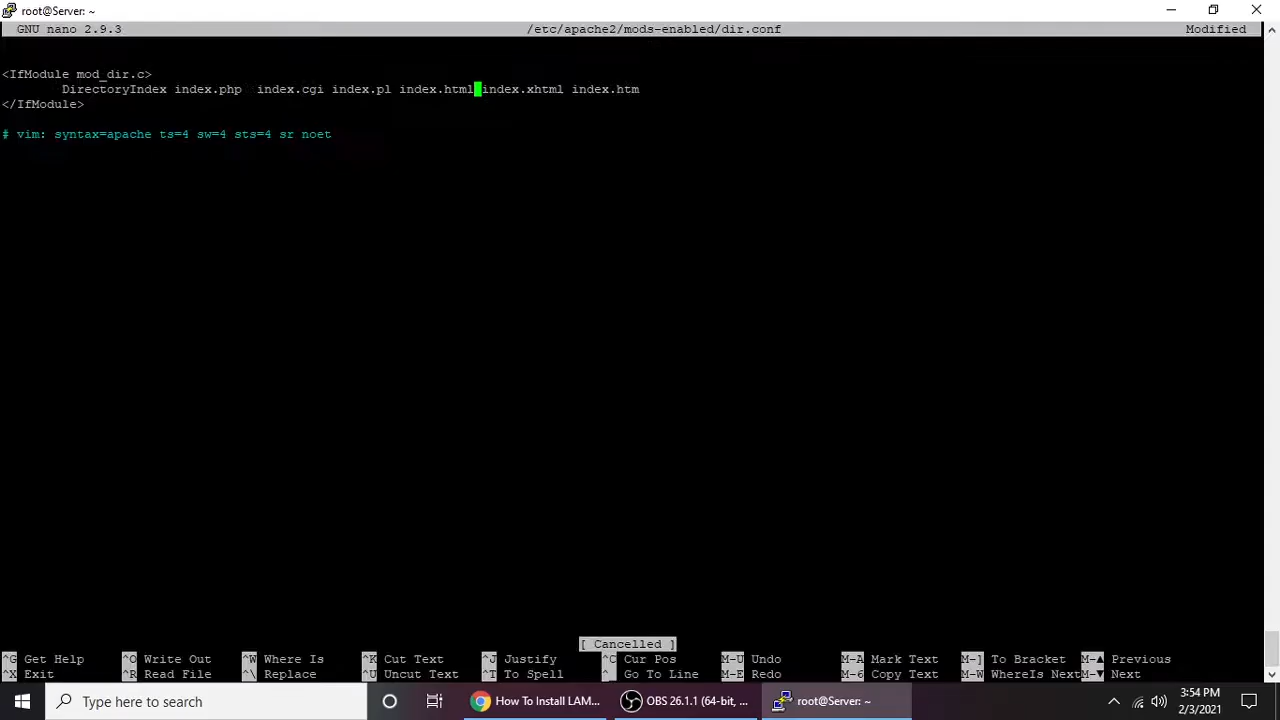 root@Server: ~
GNU nano 2.9.3 /etc/apache2/mods-enabled/dir.conf Modified
<IfModule mod_dir.c>
DirectoryIndex index.php  index.cgi index.pl index.html index.xhtml index.htm
</IfModule>
# vim: syntax=apache ts=4 sw=4 sts=4 sr noet
[ Cancelled ]
^G Get Help ^O Write Out ^W Where Is ^K Cut Text ^J Justify ^C Cur Pos M-U Undo M-A Mark Text M-] To Bracket M-▲ Previous
^X Exit ^R Read File ^\ Replace ^U Uncut Text ^T To Spell ^_ Go To Line M-E Redo M-6 Copy Text M-W WhereIs Next M-▼ Next
Type here to search
How To Install LAM...
OBS 26.1.1 (64-bit, ...
root@Server: ~
3:54 PM
2/3/2021